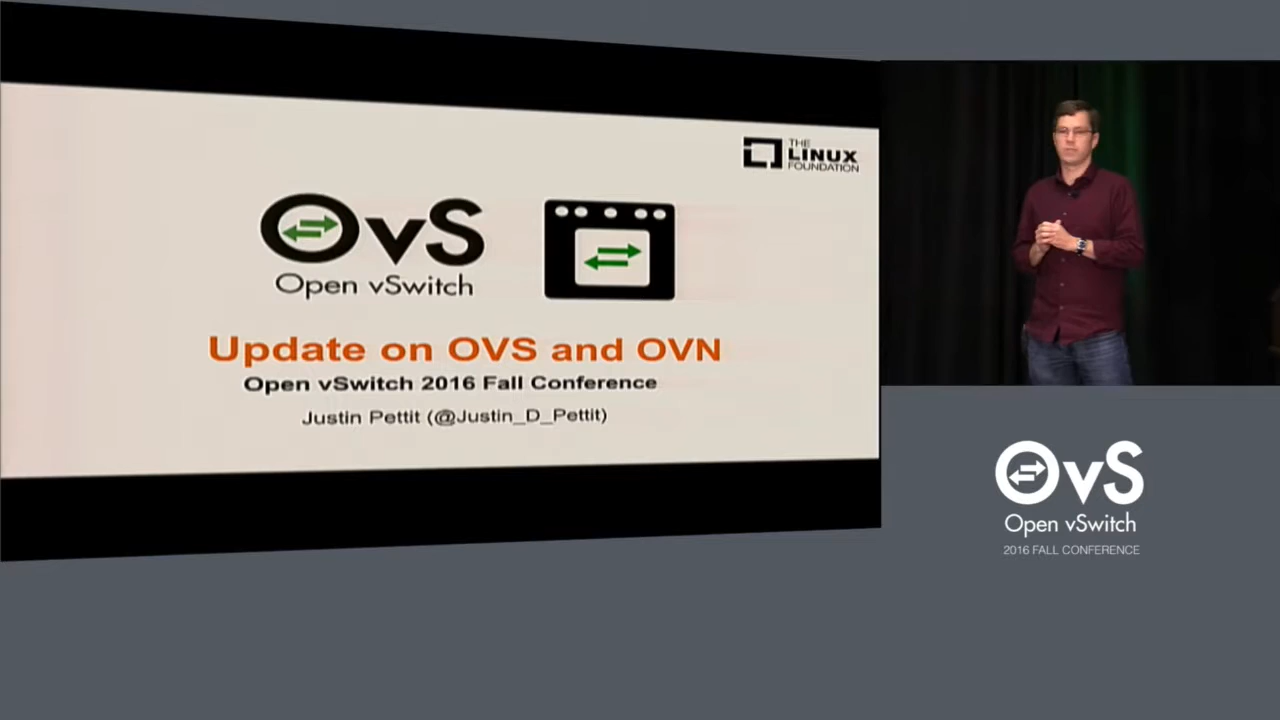 THE
LINUX
FOUNDATION
OvS
Open vSwitch
Update on OVS and OVN
Open vSwitch 2016 Fall Conference
Justin Pettit (@Justin_D_Pettit)
OvS
Open vSwitch
2016 FALL CONFERENCE